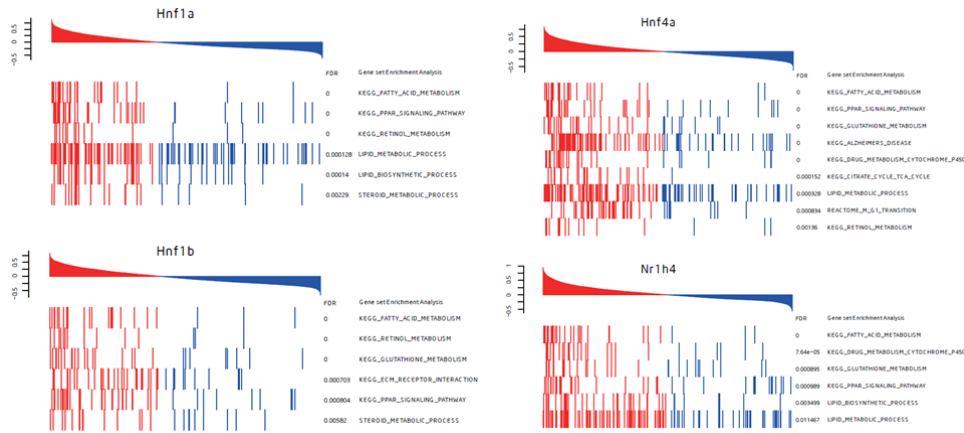 Hnf1a
0.5
0
-0.5
FDR Gene set Enrichment Analysis
0 KEGG_FATTY_ACID_METABOLISM
0 KEGG_PPAR_SIGNALING_PATHWAY
0 KEGG_RETINOL_METABOLISM
0.000128 LIPID_METABOLIC_PROCESS
0.00014 LIPID_BIOSYNTHETIC_PROCESS
0.00229 STEROID_METABOLIC_PROCESS
Hnf4a
0.5
0
-0.5
FDR Gene set Enrichment Analysis
0 KEGG_FATTY_ACID_METABOLISM
0 KEGG_PPAR_SIGNALING_PATHWAY
0 KEGG_GLUTATHIONE_METABOLISM
0 KEGG_ALZHEIMERS_DISEASE
0 KEGG_DRUG_METABOLISM_CYTOCHROME_P450
0.000152 KEGG_CITRATE_CYCLE_TCA_CYCLE
0.000328 LIPID_METABOLIC_PROCESS
0.000834 REACTOME_M_G1_TRANSITION
0.00136 KEGG_RETINOL_METABOLISM
Hnf1b
0.5
0
-0.5
FDR Gene set Enrichment Analysis
0 KEGG_FATTY_ACID_METABOLISM
0 KEGG_RETINOL_METABOLISM
0 KEGG_GLUTATHIONE_METABOLISM
0.000703 KEGG_ECM_RECEPTOR_INTERACTION
0.000804 KEGG_PPAR_SIGNALING_PATHWAY
0.00582 STEROID_METABOLIC_PROCESS
Nr1h4
1
0.5
0
-0.5
FDR Gene set Enrichment Analysis
0 KEGG_FATTY_ACID_METABOLISM
7.64e-05 KEGG_DRUG_METABOLISM_CYTOCHROME_P450
0.000895 KEGG_GLUTATHIONE_METABOLISM
0.000989 KEGG_PPAR_SIGNALING_PATHWAY
0.003499 LIPID_BIOSYNTHETIC_PROCESS
0.011467 LIPID_METABOLIC_PROCESS